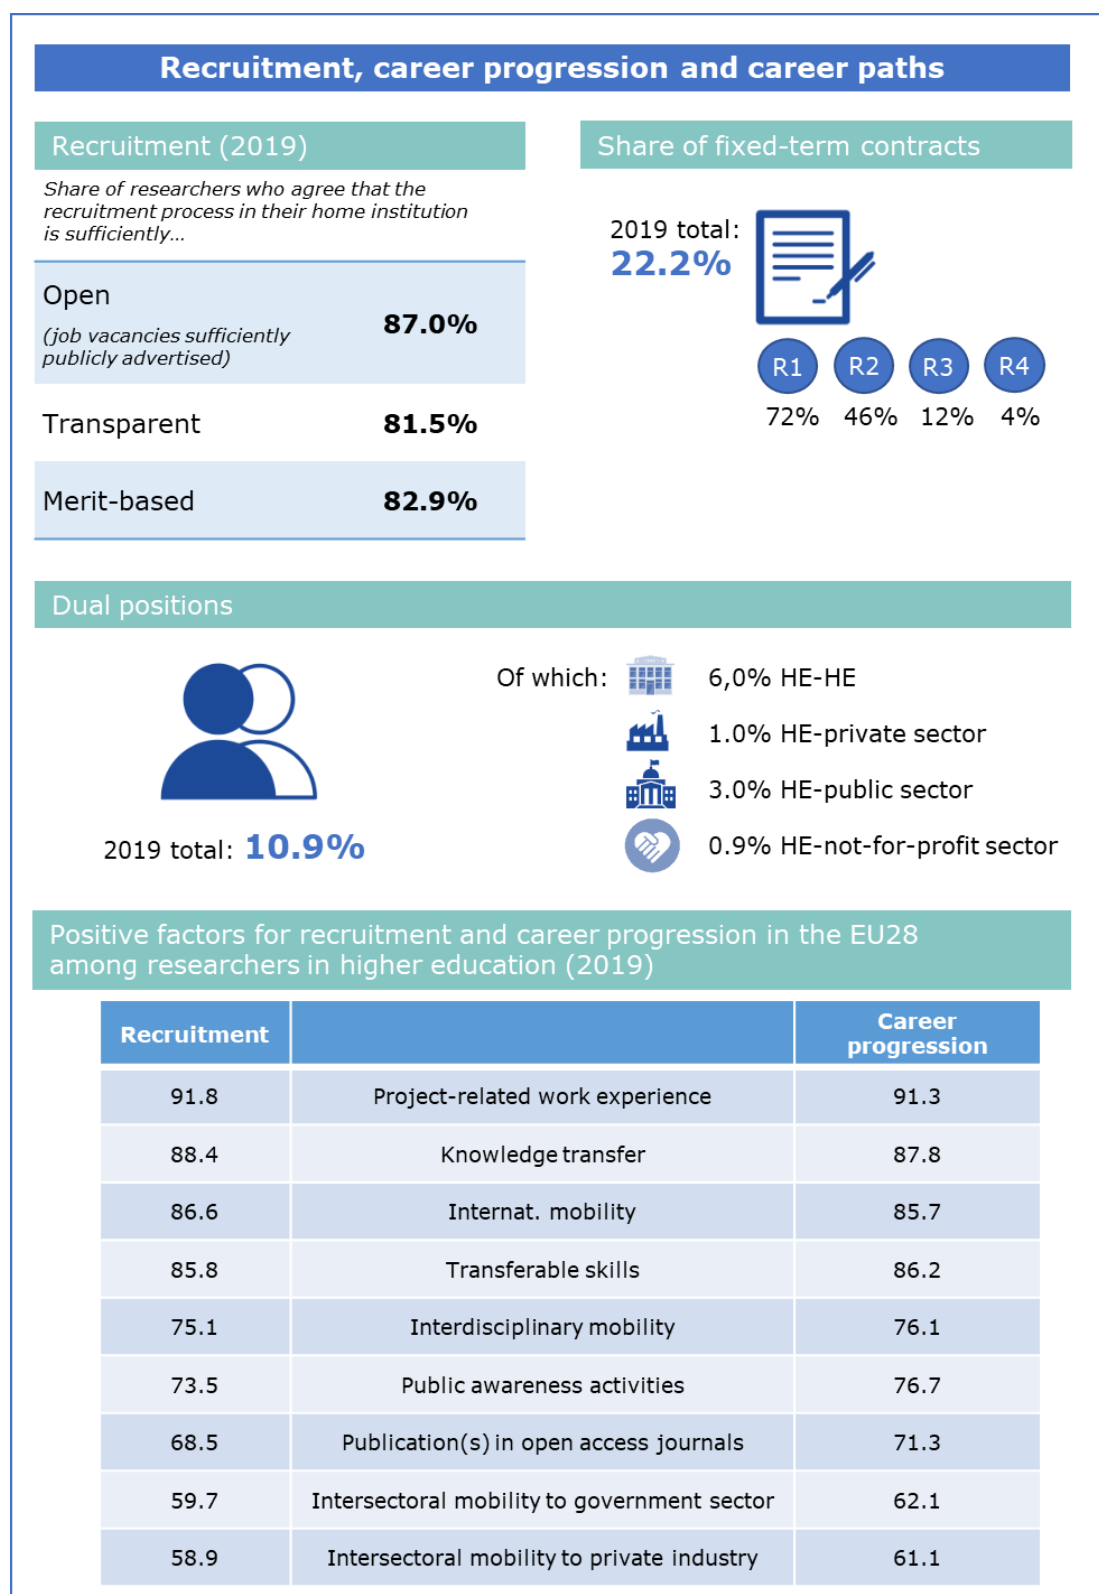 Recruitment, career progression and career paths
Recruitment (2019)
Share of researchers who agree that the
recruitment process in their home institution
is sufficiently...
Open
(job vacancies sufficiently
publicly advertised)
87.0%
Transparent 81.5%
Merit-based 82.9%
Share of fixed-term contracts
2019 total:
22.2%
R1 R2 R3 R4
72% 46% 12% 4%
Dual positions
2019 total: 10.9%
Of which: 6,0% HE-HE
1.0% HE-private sector
3.0% HE-public sector
0.9% HE-not-for-profit sector
Positive factors for recruitment and career progression in the EU28
among researchers in higher education (2019)
Recruitment Career
progression
91.8 Project-related work experience 91.3
88.4 Knowledge transfer 87.8
86.6 Internat. mobility 85.7
85.8 Transferable skills 86.2
75.1 Interdisciplinary mobility 76.1
73.5 Public awareness activities 76.7
68.5 Publication(s) in open access journals 71.3
59.7 Intersectoral mobility to government sector 62.1
58.9 Intersectoral mobility to private industry 61.1